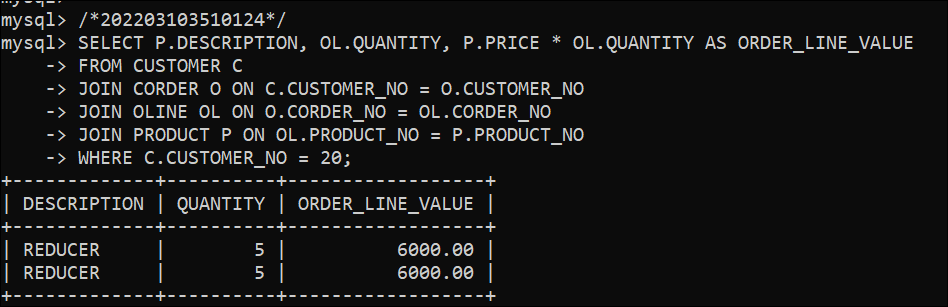 mysql>
mysql> /*202203103510124*/
mysql> SELECT P.DESCRIPTION, OL.QUANTITY, P.PRICE * OL.QUANTITY AS ORDER_LINE_VALUE
    -> FROM CUSTOMER C
    -> JOIN CORDER O ON C.CUSTOMER_NO = O.CUSTOMER_NO
    -> JOIN OLINE OL ON O.CORDER_NO = OL.CORDER_NO
    -> JOIN PRODUCT P ON OL.PRODUCT_NO = P.PRODUCT_NO
    -> WHERE C.CUSTOMER_NO = 20;
+-------------+----------+------------------+
| DESCRIPTION | QUANTITY | ORDER_LINE_VALUE |
+-------------+----------+------------------+
| REDUCER     |        5 |          6000.00 |
| REDUCER     |        5 |          6000.00 |
+-------------+----------+------------------+